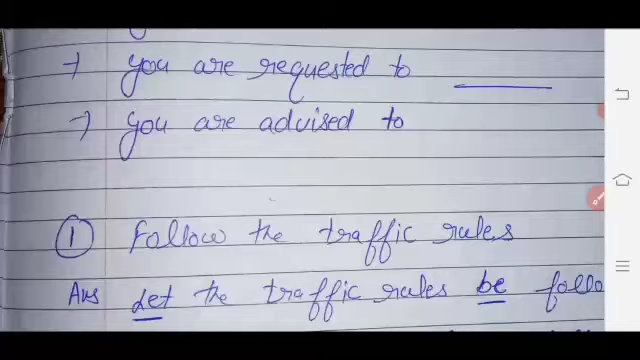 → you are requested to ______
→ you are advised to
① Follow the traffic rules
Ans Let the traffic rules be follo